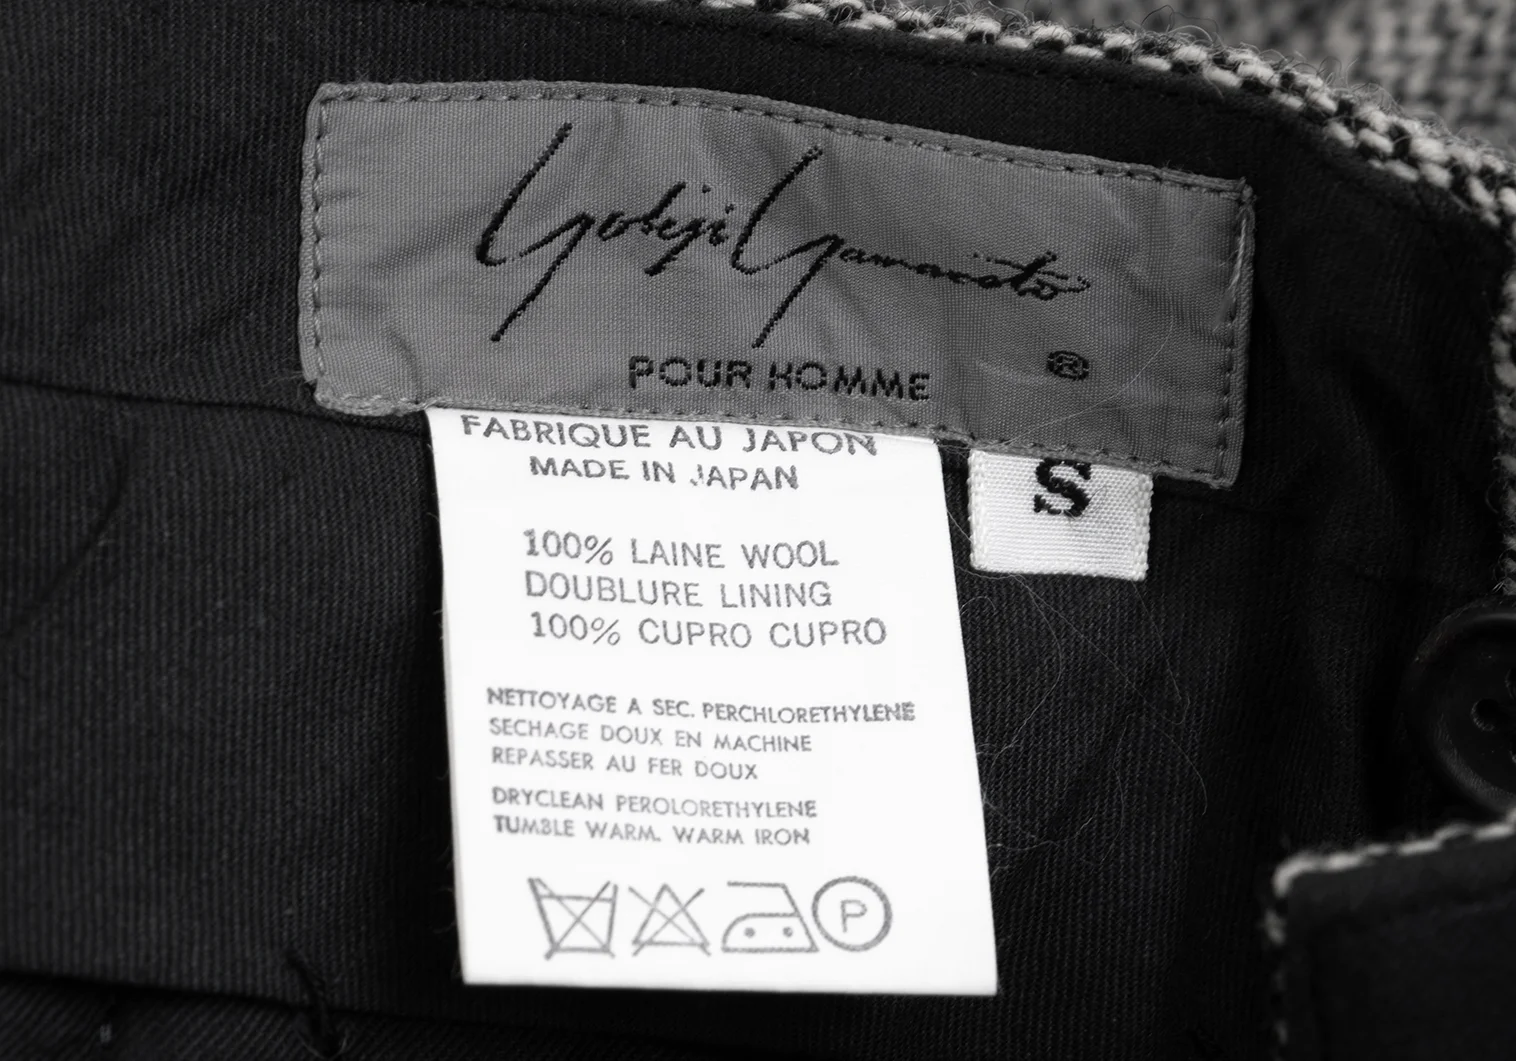 Yohji Yamamoto
POUR HOMME ®
FABRIQUE AU JAPON
MADE IN JAPAN
S
100% LAINE WOOL
DOUBLURE LINING
100% CUPRO CUPRO
NETTOYAGE A SEC. PERCHLORETHYLENE
SECHAGE DOUX EN MACHINE
REPASSER AU FER DOUX
DRYCLEAN PEROLORETHYLENE
TUMBLE WARM. WARM IRON
P